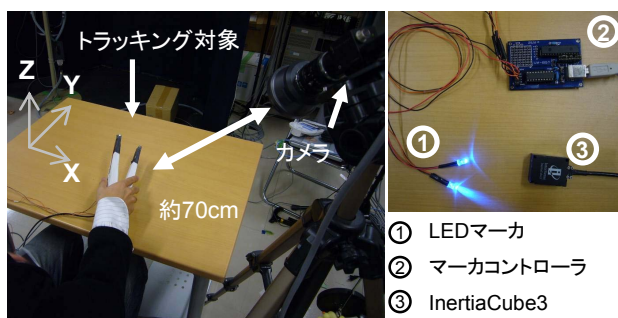 トラッキング対象
Z
Y
X
カメラ
約70cm
②
①
③
① LEDマーカ
② マーカコントローラ
③ InertiaCube3